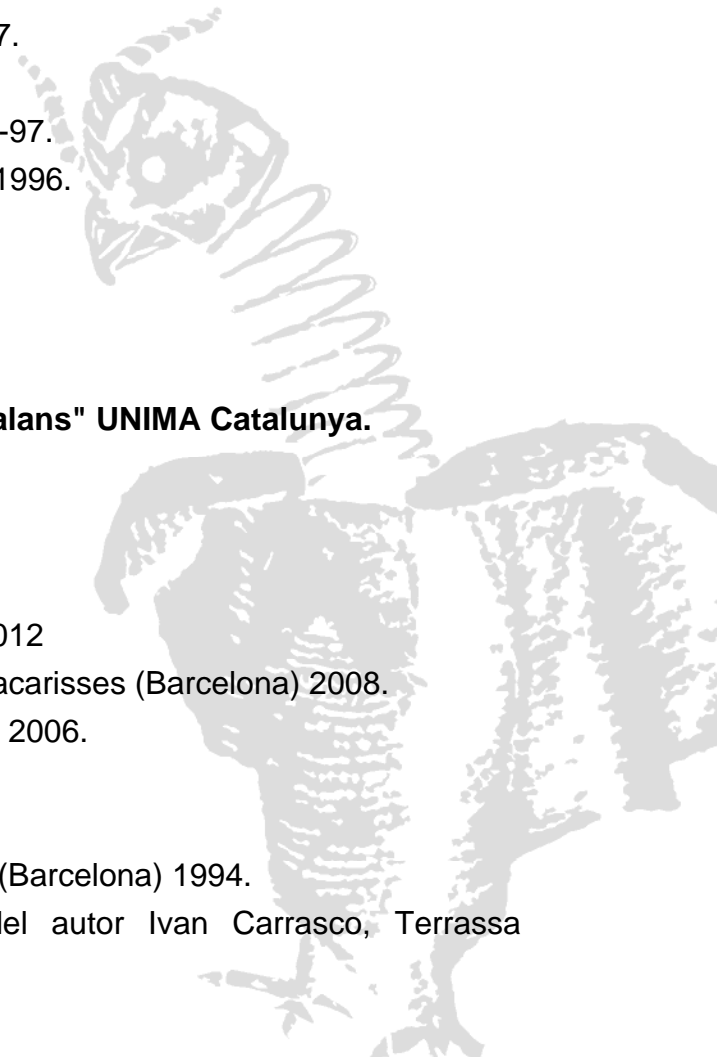 7.
-97.
1996.
alans" UNIMA Catalunya.
012
acarisses (Barcelona) 2008.
2006.
(Barcelona) 1994.
del autor Ivan Carrasco, Terrassa